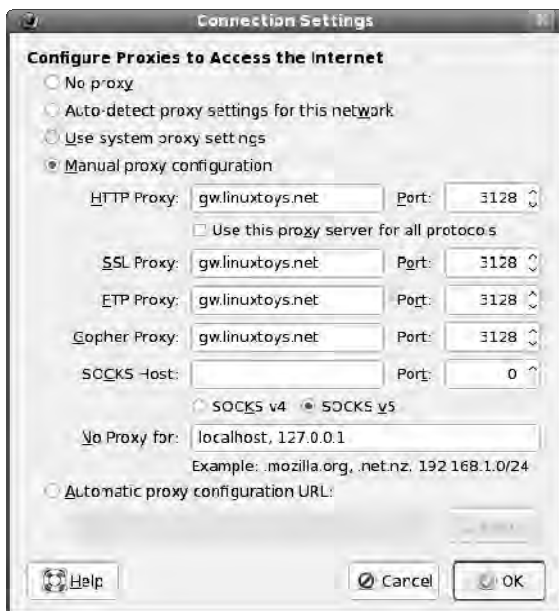 Connection Settings
Configure Proxies to Access the Internet
No proxy
Auto-detect proxy settings for this network
Use system proxy settings
Manual proxy configuration
HTTP Proxy: gw.linuxtoys.net Port: 3128
Use this proxy server for all protocols
SSL Proxy: gw.linuxtoys.net Port: 3128
FTP Proxy: gw.linuxtoys.net Port: 3128
Gopher Proxy: gw.linuxtoys.net Port: 3128
SOCKS Host: Port: 0
SOCKS v4 SOCKS v5
No Proxy for: localhost, 127.0.0.1
Example: .mozilla.org, .net.nz, 192.168.1.0/24
Automatic proxy configuration URL:
Help Cancel OK